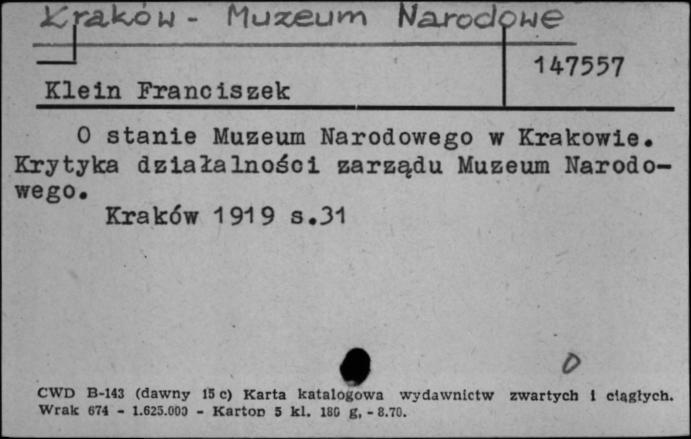 Kraków - Muzeum Narodowe
147557
Klein Franciszek
O stanie Muzeum Narodowego w Krakowie.
Krytyka działalności zarządu Muzeum Narodo-
wego.
Kraków 1919 s.31
O
CWD B-143 (dawny 15 c) Karta katalogowa wydawnictw zwartych i ciągłych.
Wrak 674 - 1.625.000 - Karton 5 kl. 180 g, - 8.70.